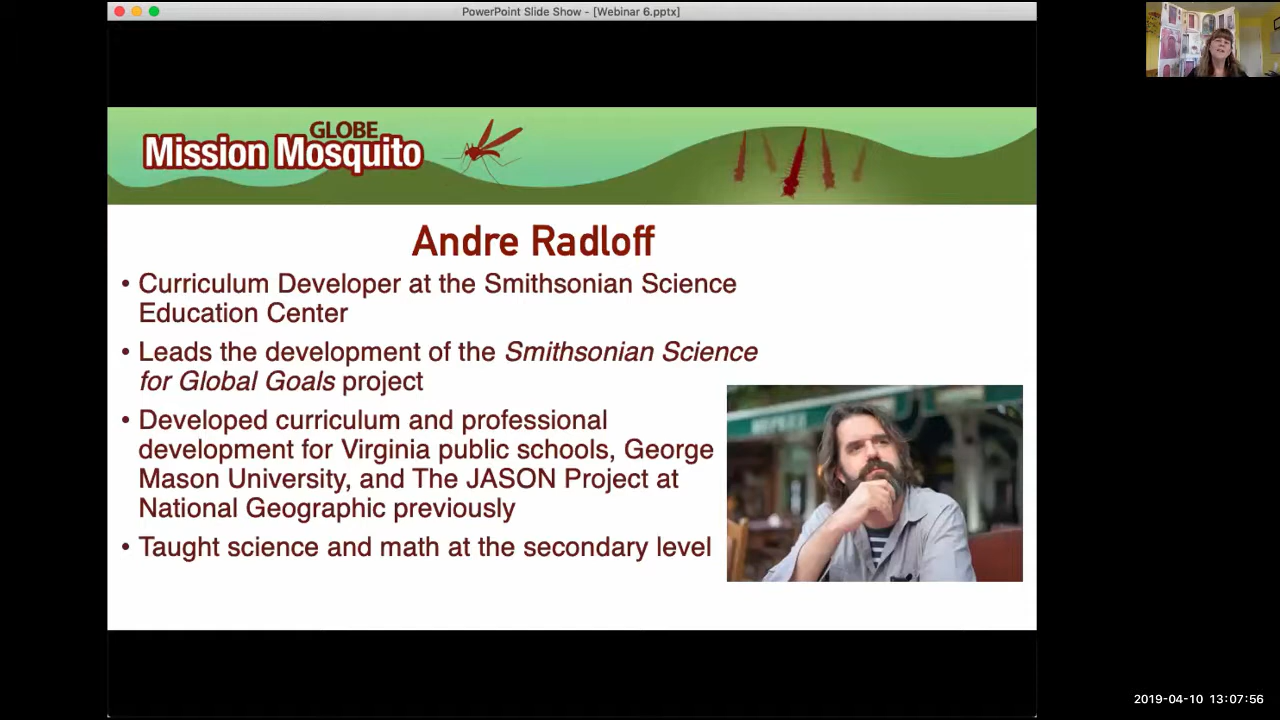 PowerPoint Slide Show - [Webinar 6.pptx]
GLOBE
Mission Mosquito
Andre Radloff
• Curriculum Developer at the Smithsonian Science
Education Center
• Leads the development of the Smithsonian Science
for Global Goals project
• Developed curriculum and professional
development for Virginia public schools, George
Mason University, and The JASON Project at
National Geographic previously
• Taught science and math at the secondary level
2019-04-10 13:07:56